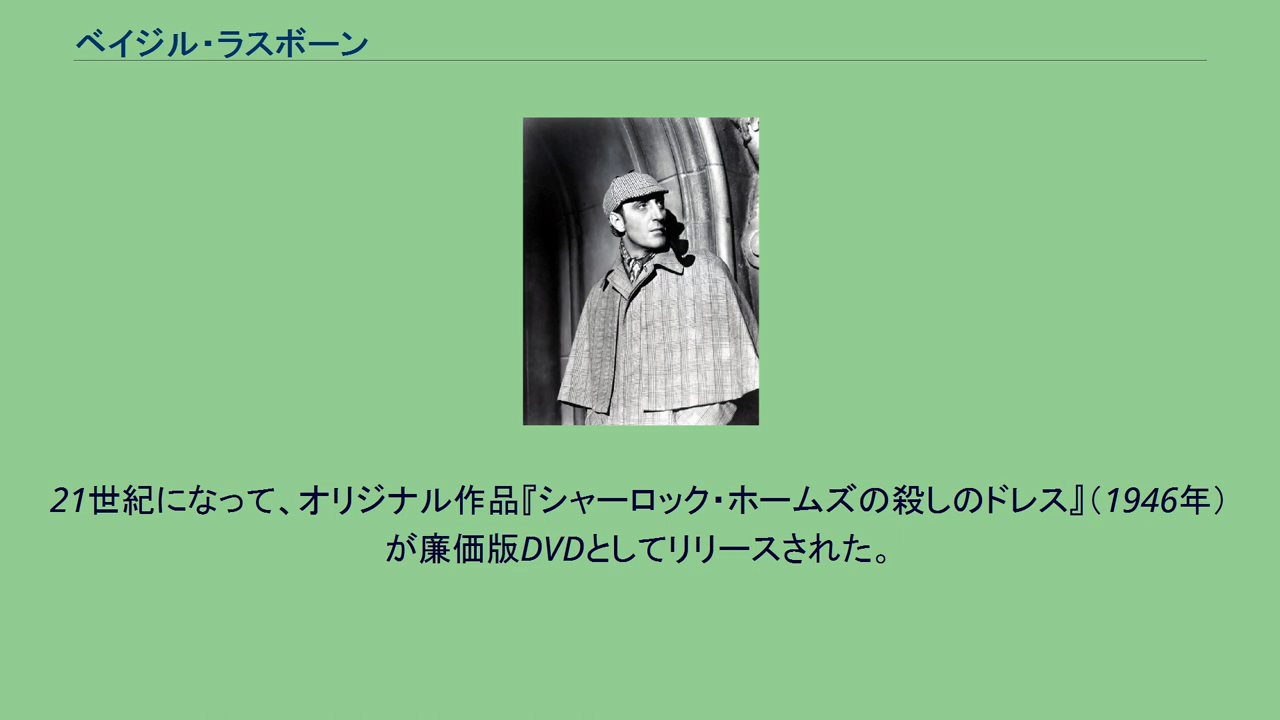 ベイジル・ラスボーン
21世紀になって、オリジナル作品『シャーロック・ホームズの殺しのドレス』（1946年）
が廉価版DVDとしてリリースされた。